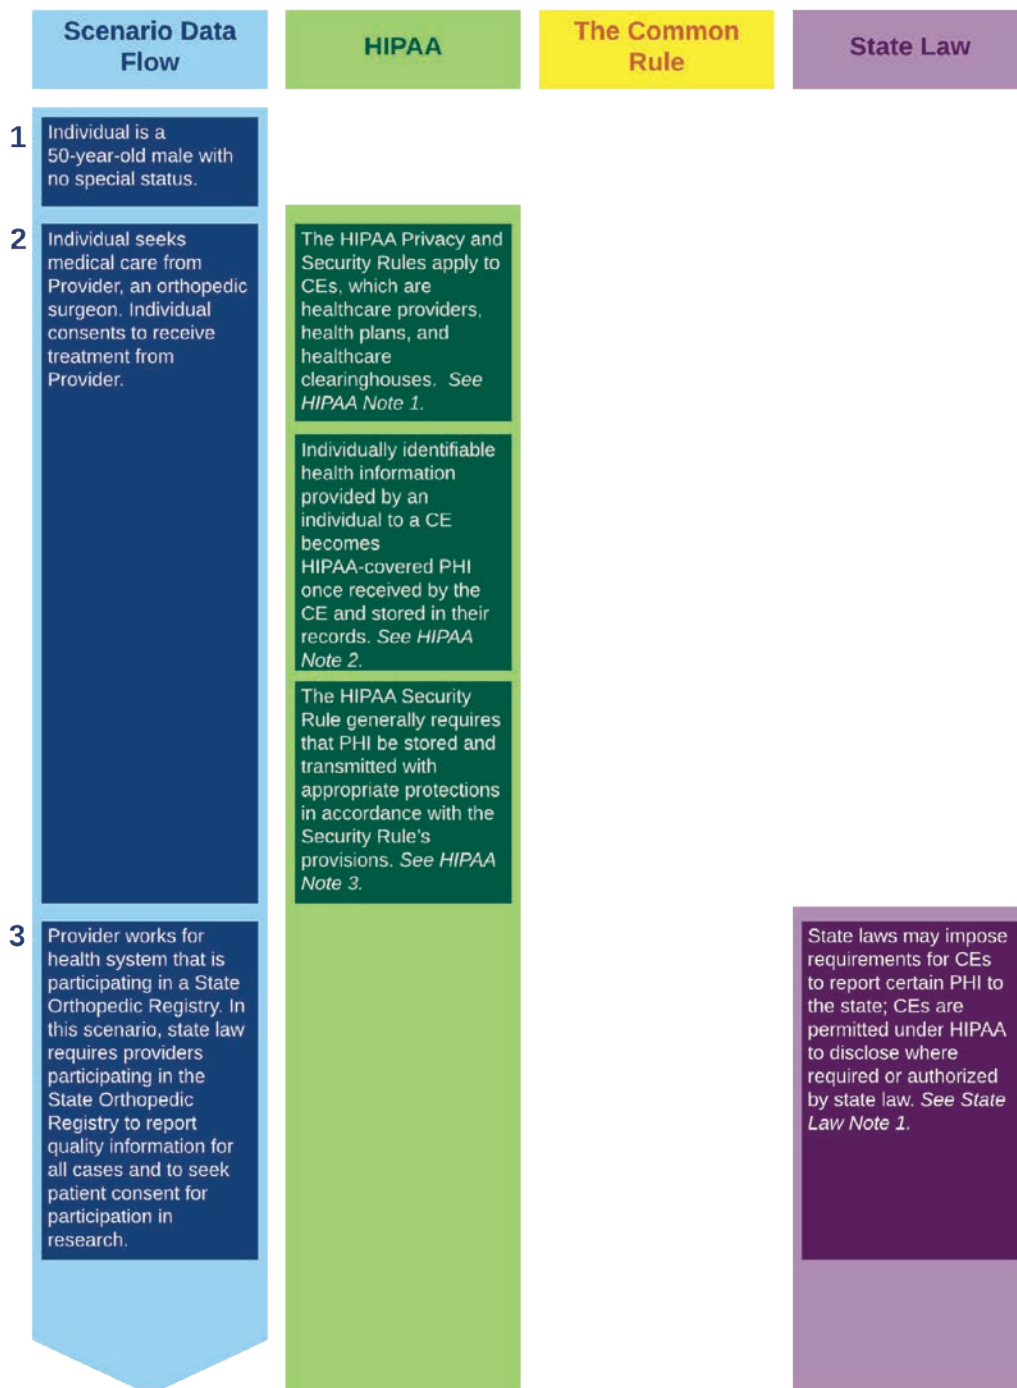 Scenario Data
Flow
HIPAA
The Common
Rule
State Law
1
Individual is a
50-year-old male with
no special status.
2
Individual seeks
medical care from
Provider, an orthopedic
surgeon. Individual
consents to receive
treatment from
Provider.
The HIPAA Privacy and
Security Rules apply to
CEs, which are
healthcare providers,
health plans, and
healthcare
clearinghouses. See
HIPAA Note 1.
Individually identifiable
health information
provided by an
individual to a CE
becomes
HIPAA-covered PHI
once received by the
CE and stored in their
records. See HIPAA
Note 2.
The HIPAA Security
Rule generally requires
that PHI be stored and
transmitted with
appropriate protections
in accordance with the
Security Rule's
provisions. See HIPAA
Note 3.
3
Provider works for
health system that is
participating in a State
Orthopedic Registry. In
this scenario, state law
requires providers
participating in the
State Orthopedic
Registry to report
quality information for
all cases and to seek
patient consent for
participation in
research.
State laws may impose
requirements for CEs
to report certain PHI to
the state; CEs are
permitted under HIPAA
to disclose where
required or authorized
by state law. See State
Law Note 1.